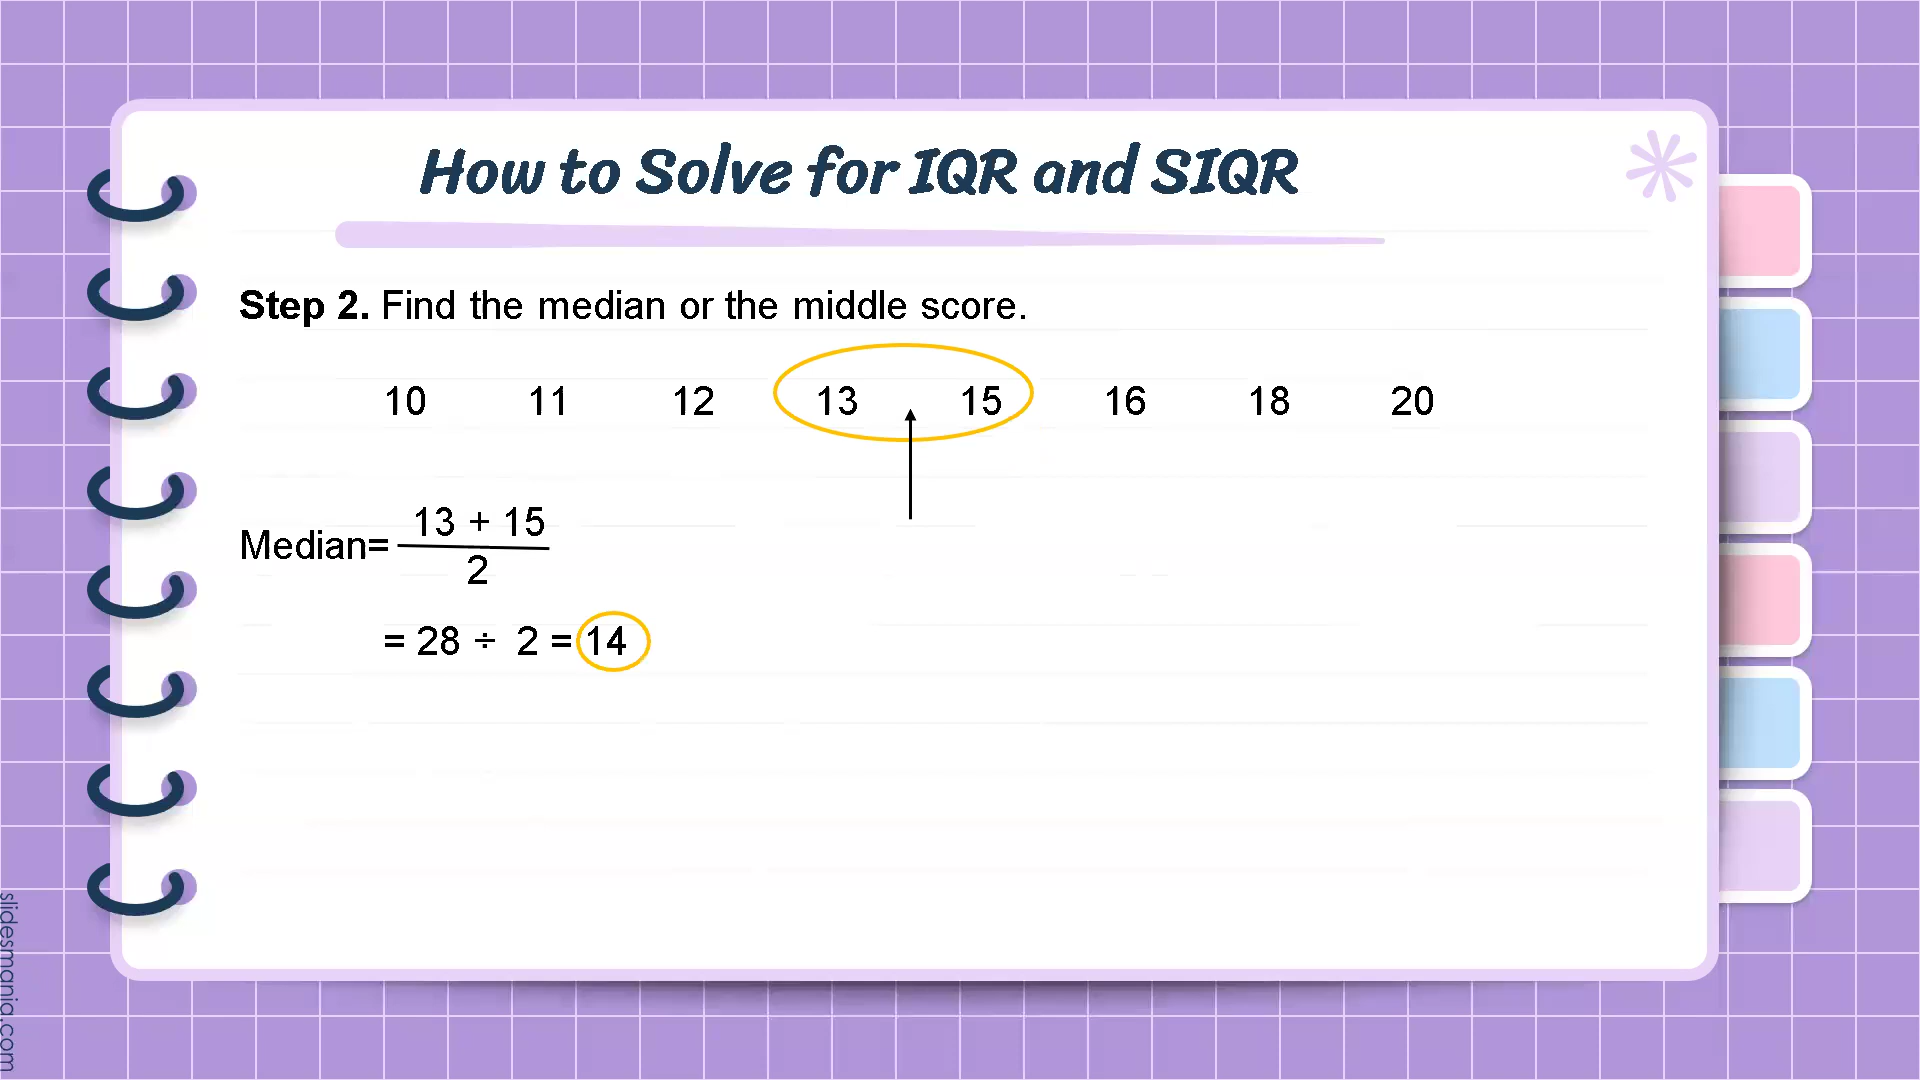 How to Solve for IQR and SIQR
Step 2. Find the median or the middle score.
10 11 12 13 15 16 18 20
Median= 13 + 15
2
= 28 ÷ 2 = 14
slidesmania.com